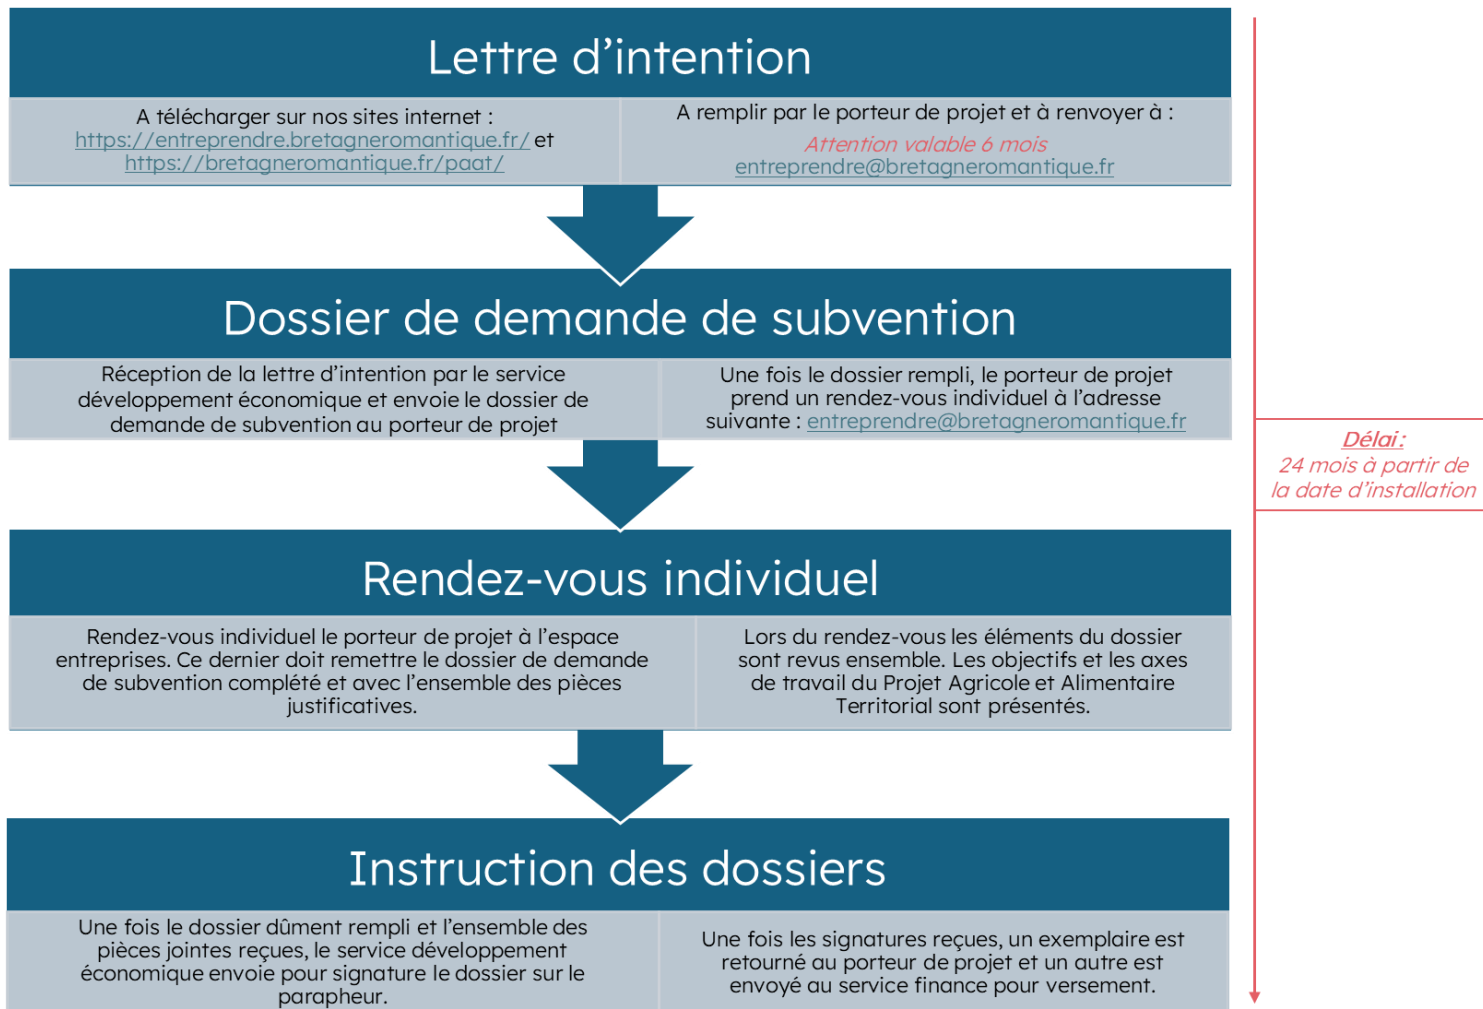 Lettre d’intention
A télécharger sur nos sites internet :
https://entreprendre.bretagneromantique.fr/ et
https://bretagneromantique.fr/paat/
A remplir par le porteur de projet et à renvoyer à :
Attention valable 6 mois
entreprendre@bretagneromantique.fr
Dossier de demande de subvention
Réception de la lettre d’intention par le service
développement économique et envoie le dossier de
demande de subvention au porteur de projet
Une fois le dossier rempli, le porteur de projet
prend un rendez-vous individuel à l’adresse
suivante : entreprendre@bretagneromantique.fr
Délai :
24 mois à partir de
la date d’installation
Rendez-vous individuel
Rendez-vous individuel le porteur de projet à l’espace
entreprises. Ce dernier doit remettre le dossier de demande
de subvention complété et avec l’ensemble des pièces
justificatives.
Lors du rendez-vous les éléments du dossier
sont revus ensemble. Les objectifs et les axes
de travail du Projet Agricole et Alimentaire
Territorial sont présentés.
Instruction des dossiers
Une fois le dossier dûment rempli et l’ensemble des
pièces jointes reçues, le service développement
économique envoie pour signature le dossier sur le
parapheur.
Une fois les signatures reçues, un exemplaire est
retourné au porteur de projet et un autre est
envoyé au service finance pour versement.